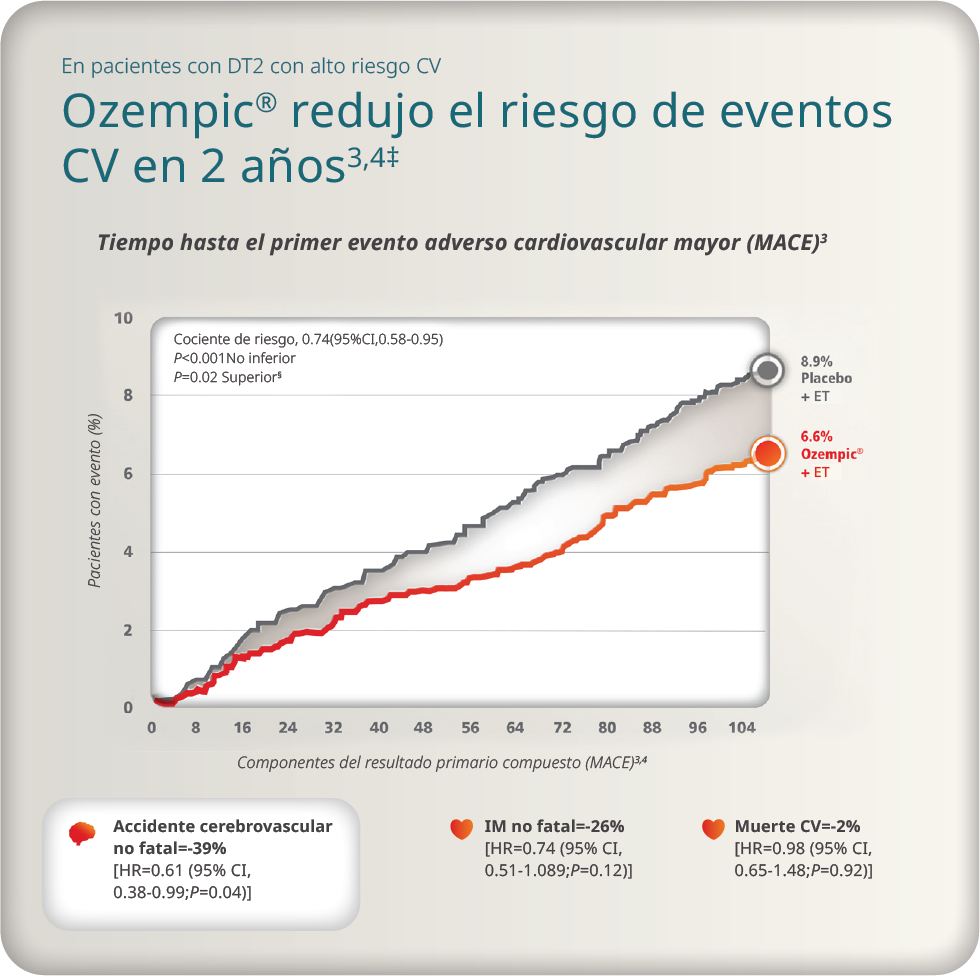 En pacientes con DT2 con alto riesgo CV
Ozempic® redujo el riesgo de eventos
CV en 2 años³,⁴‡
Tiempo hasta el primer evento adverso cardiovascular mayor (MACE)³
Pacientes con evento (%)
10
8
6
4
2
0
Cociente de riesgo, 0.74(95%CI,0.58-0.95)
P<0.001No inferior
P=0.02 Superior§
8.9%
Placebo
+ ET
6.6%
Ozempic®
+ ET
0 8 16 24 32 40 48 56 64 72 80 88 96 104
Componentes del resultado primario compuesto (MACE)³,⁴
Accidente cerebrovascular
no fatal=-39%
[HR=0.61 (95% CI,
0.38-0.99;P=0.04)]
IM no fatal=-26%
[HR=0.74 (95% CI,
0.51-1.089;P=0.12)]
Muerte CV=-2%
[HR=0.98 (95% CI,
0.65-1.48;P=0.92)]